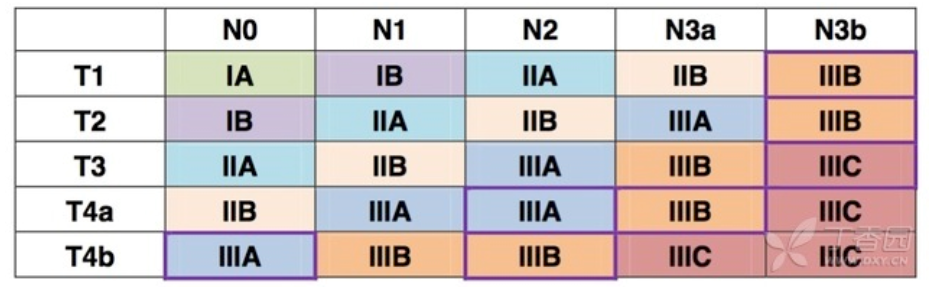 N0 N1 N2 N3a N3b
T1 IA IB IIA IIB IIIB
T2 IB IIA IIB IIIA IIIB
T3 IIA IIB IIIA IIIB IIIC
T4a IIB IIIA IIIA IIIB IIIC
T4b IIIA IIIB IIIB IIIC IIIC
丁香园
WWW.DXY.CN